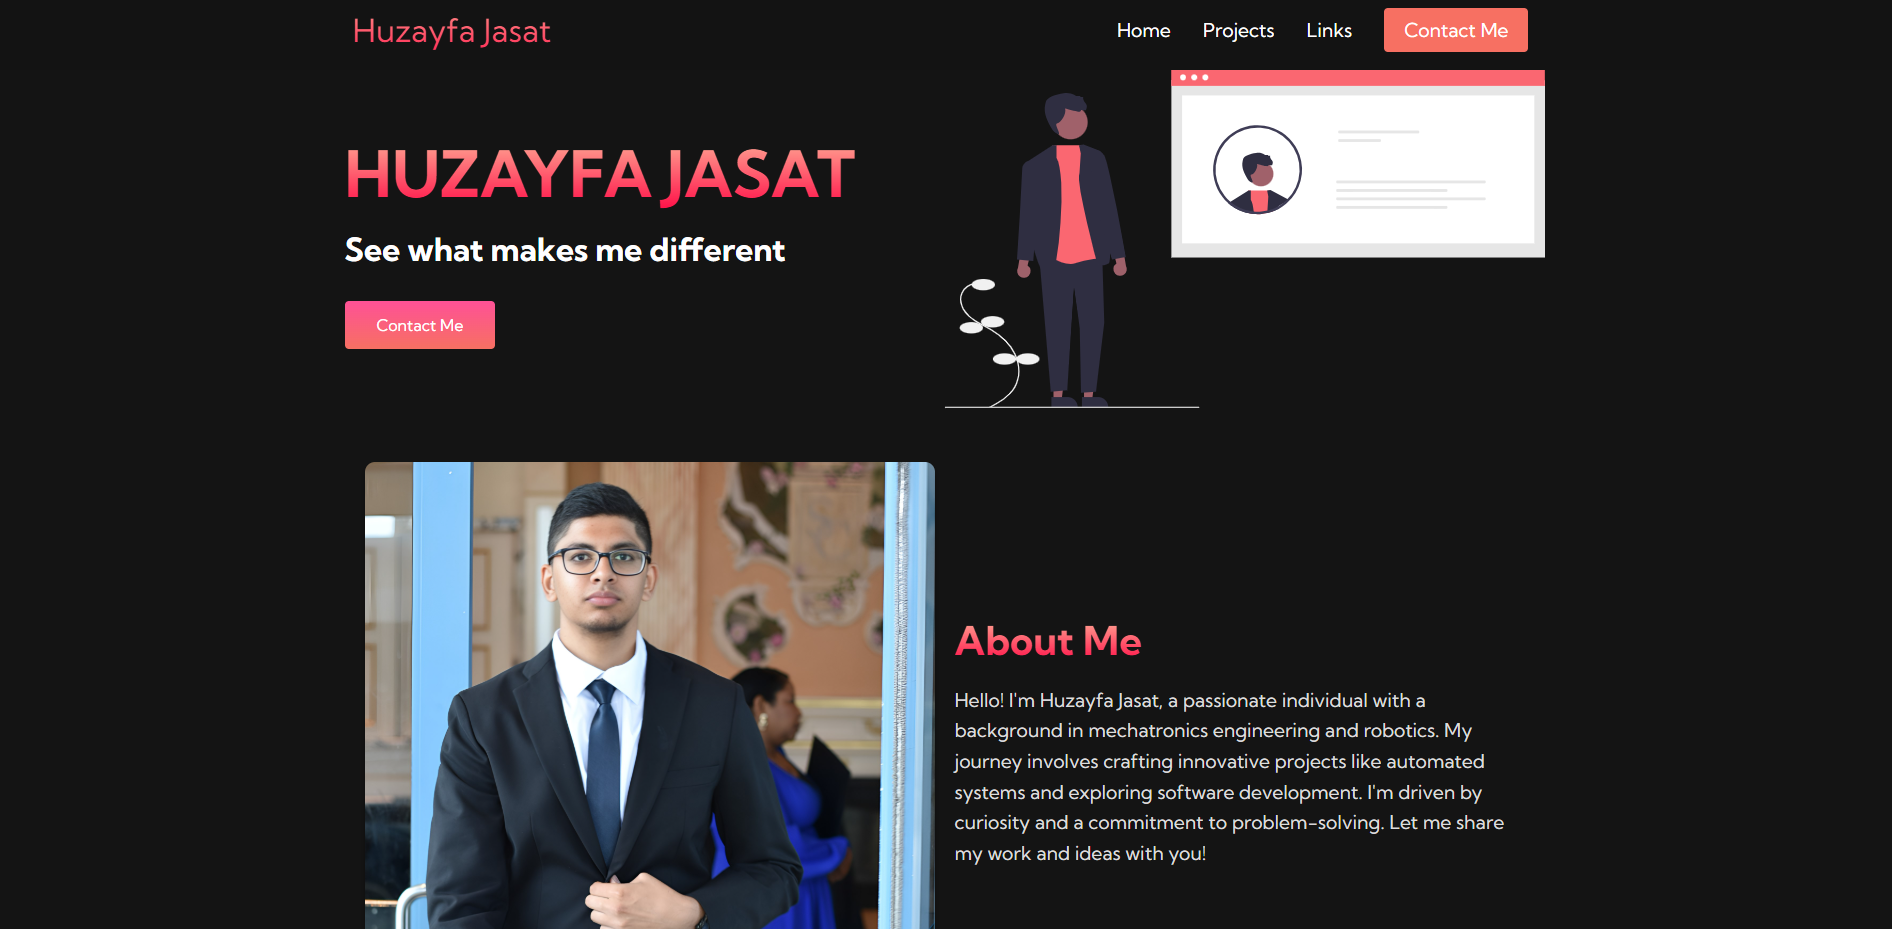 Huzayfa Jasat
Home
Projects
Links
Contact Me
HUZAYFA JASAT
See what makes me different
Contact Me
About Me
Hello! I'm Huzayfa Jasat, a passionate individual with a
background in mechatronics engineering and robotics. My
journey involves crafting innovative projects like automated
systems and exploring software development. I'm driven by
curiosity and a commitment to problem-solving. Let me share
my work and ideas with you!